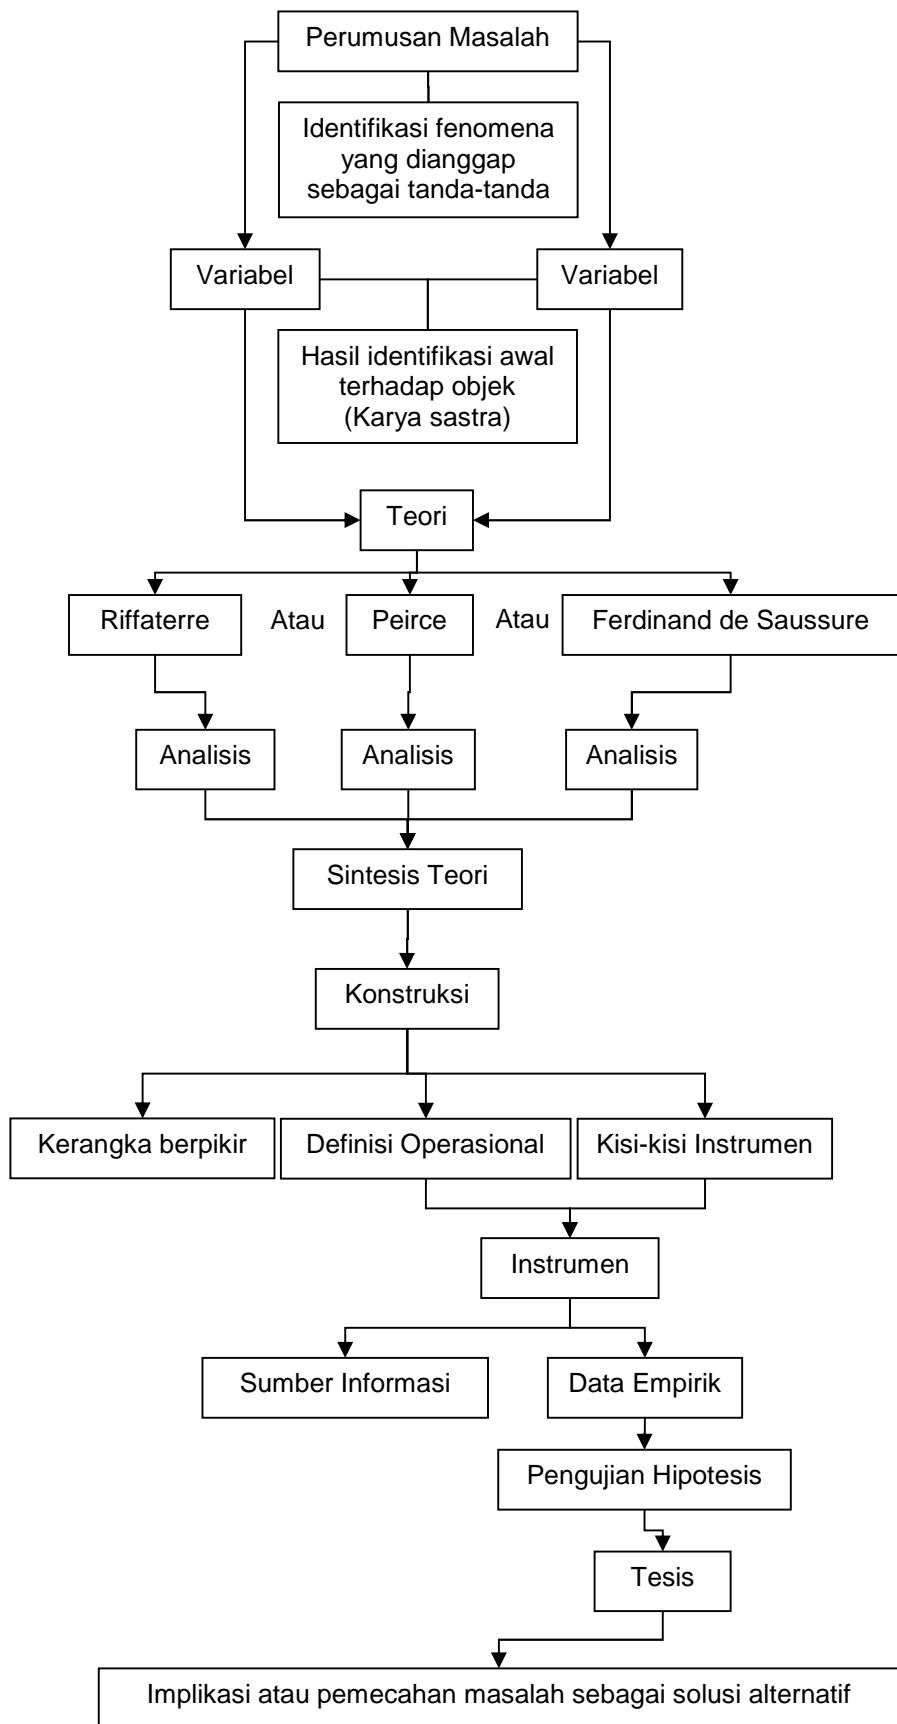 Perumusan Masalah
Identifikasi fenomena
yang dianggap
sebagai tanda-tanda
Variabel
Variabel
Hasil identifikasi awal
terhadap objek
(Karya sastra)
Teori
Riffaterre
Atau
Peirce
Atau
Ferdinand de Saussure
Analisis
Analisis
Analisis
Sintesis Teori
Konstruksi
Kerangka berpikir
Definisi Operasional
Kisi-kisi Instrumen
Instrumen
Sumber Informasi
Data Empirik
Pengujian Hipotesis
Tesis
Implikasi atau pemecahan masalah sebagai solusi alternatif